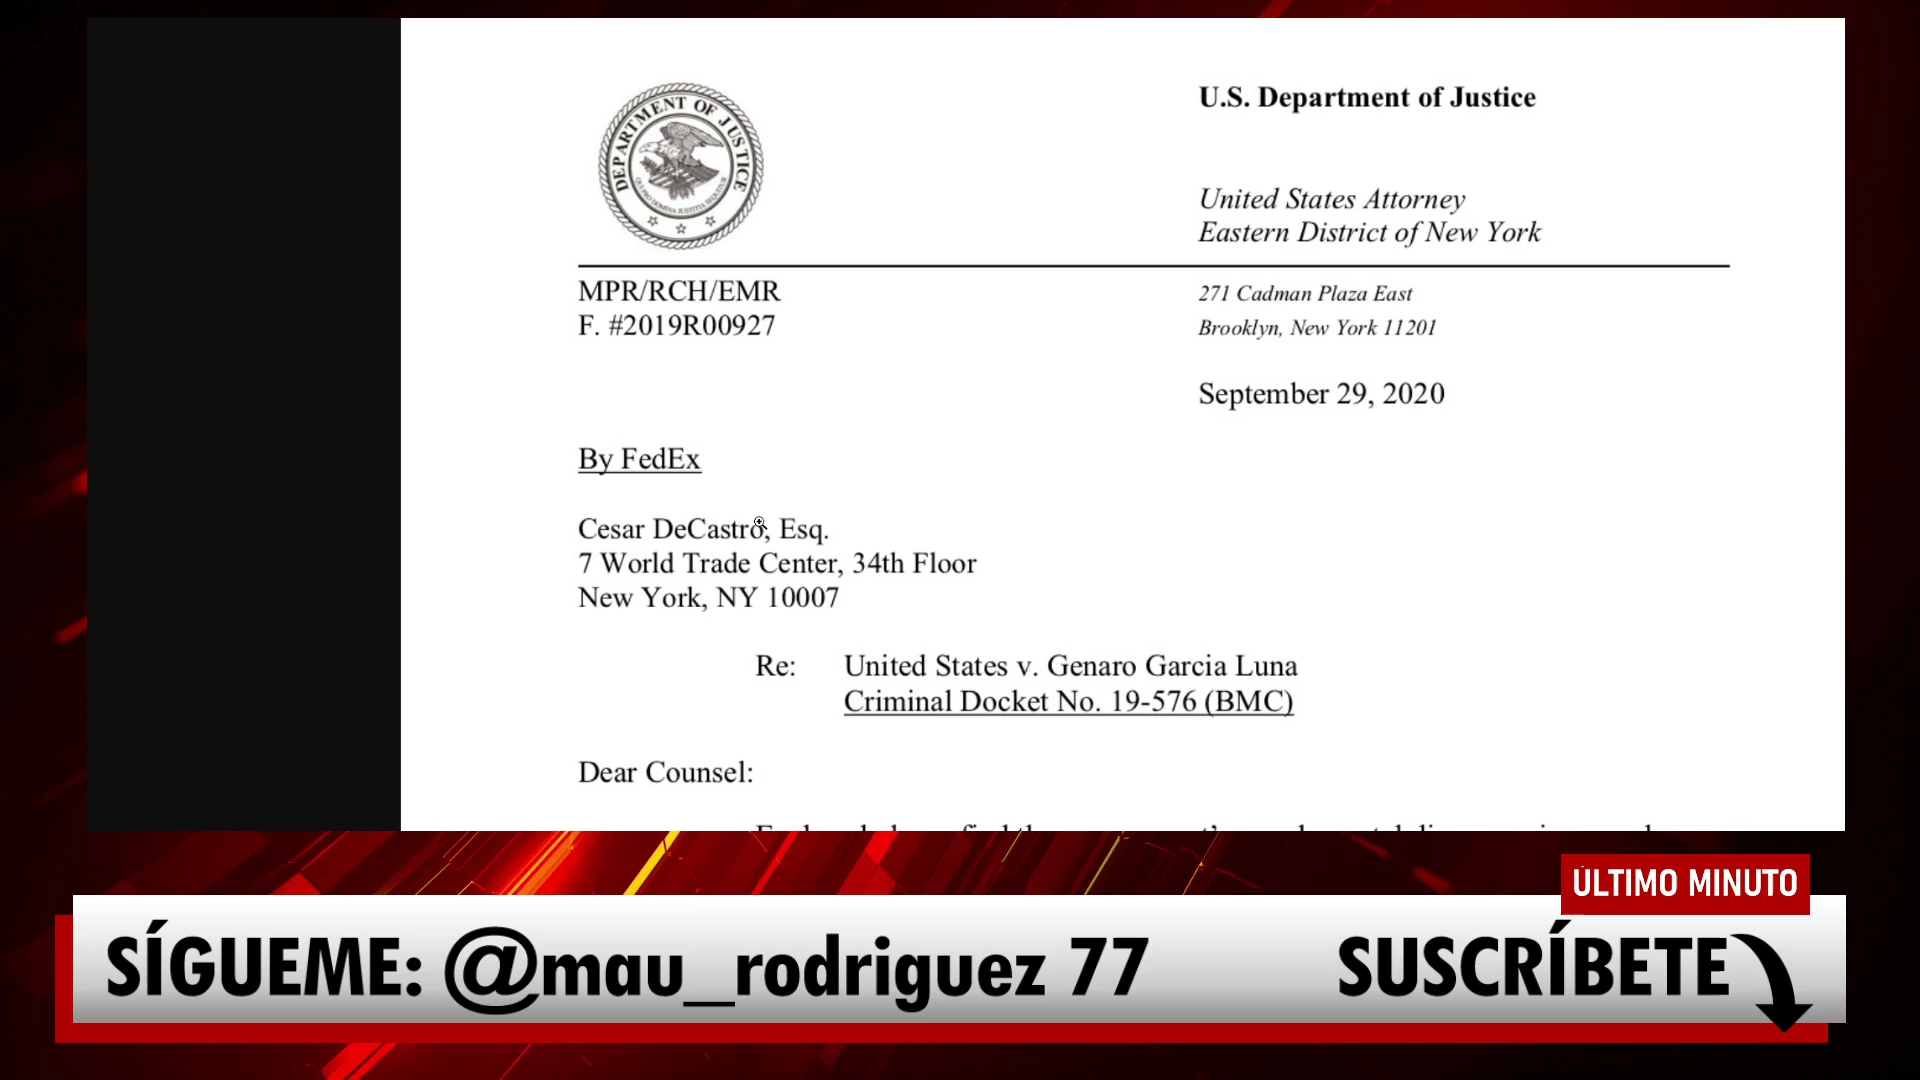 DEPARTMENT OF JUSTICE
U.S. Department of Justice
United States Attorney
Eastern District of New York
MPR/RCH/EMR
F. #2019R00927
271 Cadman Plaza East
Brooklyn, New York 11201
September 29, 2020
By FedEx
Cesar DeCastro, Esq.
7 World Trade Center, 34th Floor
New York, NY 10007
Re: United States v. Genaro Garcia Luna
Criminal Docket No. 19-576 (BMC)
Dear Counsel:
ÚLTIMO MINUTO
SÍGUEME: @mau_rodriguez 77
SUSCRÍBETE